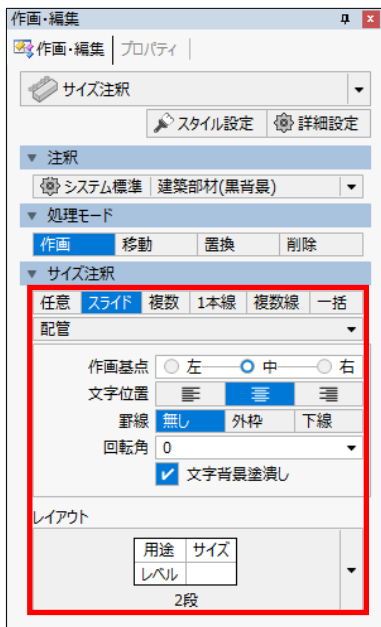 作画・編集
作画・編集 プロパティ
サイズ注釈
スタイル設定 詳細設定
注釈
システム標準 建築部材(黒背景)
処理モード
作画 移動 置換 削除
サイズ注釈
任意 スライド 複数 1本線 複数線 一括
配管
作画基点 左 中 右
文字位置
罫線 無し 外枠 下線
回転角 0
文字背景塗潰し
レイアウト
用途 サイズ
レベル
2段